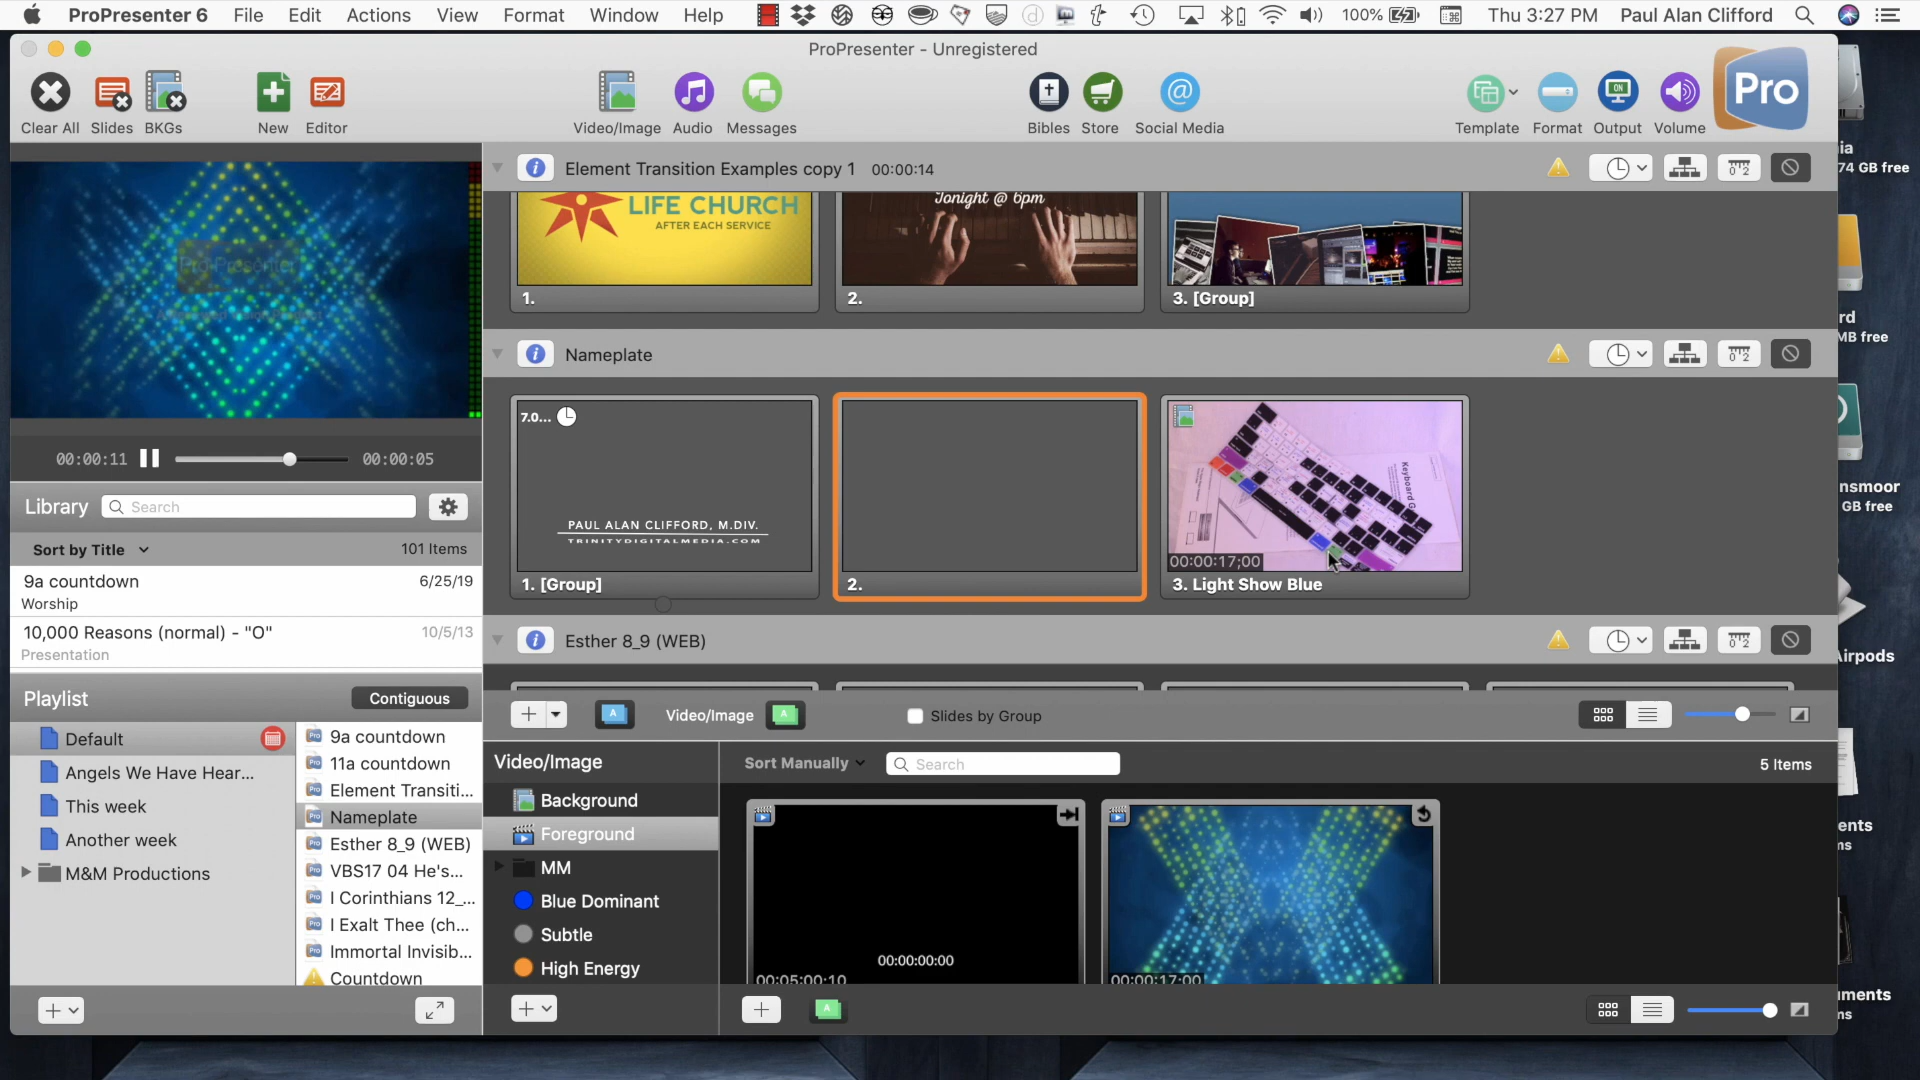 ProPresenter 6 File Edit Actions View Format Window Help 100% Thu 3:27 PM Paul Alan Clifford
ProPresenter - Unregistered
Clear All Slides BKGs New Editor Video/Image Audio Messages Bibles Store Social Media Template Format Output Volume Pro
ON
74 GB free
Element Transition Examples copy 1 00:00:14
LIFE CHURCH
AFTER EACH SERVICE
Tonight @ 6pm
1. 2. 3. [Group]
ProPresenter
MB free
Nameplate
7.0...
PAUL ALAN CLIFFORD, M.DIV.
TRINITYDIGITALMEDIA.COM
Keyboard G
00:00:17;00
1. [Group] 2. 3. Light Show Blue
00:00:11 00:00:05
nsmoor
GB free
Library Search
Sort by Title 101 Items
9a countdown 6/25/19
Worship
10,000 Reasons (normal) - "O" 10/5/13
Presentation
Esther 8_9 (WEB)
Airpods
Playlist Contiguous
Video/Image Slides by Group
Default
Angels We Have Hear...
This week
Another week
M&M Productions
9a countdown
11a countdown
Element Transiti...
Nameplate
Esther 8_9 (WEB)
VBS17 04 He's...
I Corinthians 12_...
I Exalt Thee (ch...
Immortal Invisib...
Countdown
Video/Image
Background
Foreground
MM
Blue Dominant
Subtle
High Energy
Sort Manually Search 5 Items
00:00:00:00
00:05:00:10 00:00:17:00